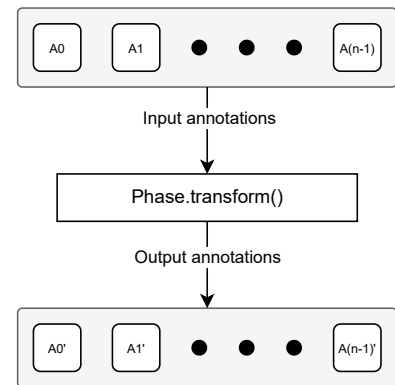 A0 A1 A(n-1)
Input annotations
Phase.transform()
Output annotations
A0' A1' A(n-1)'